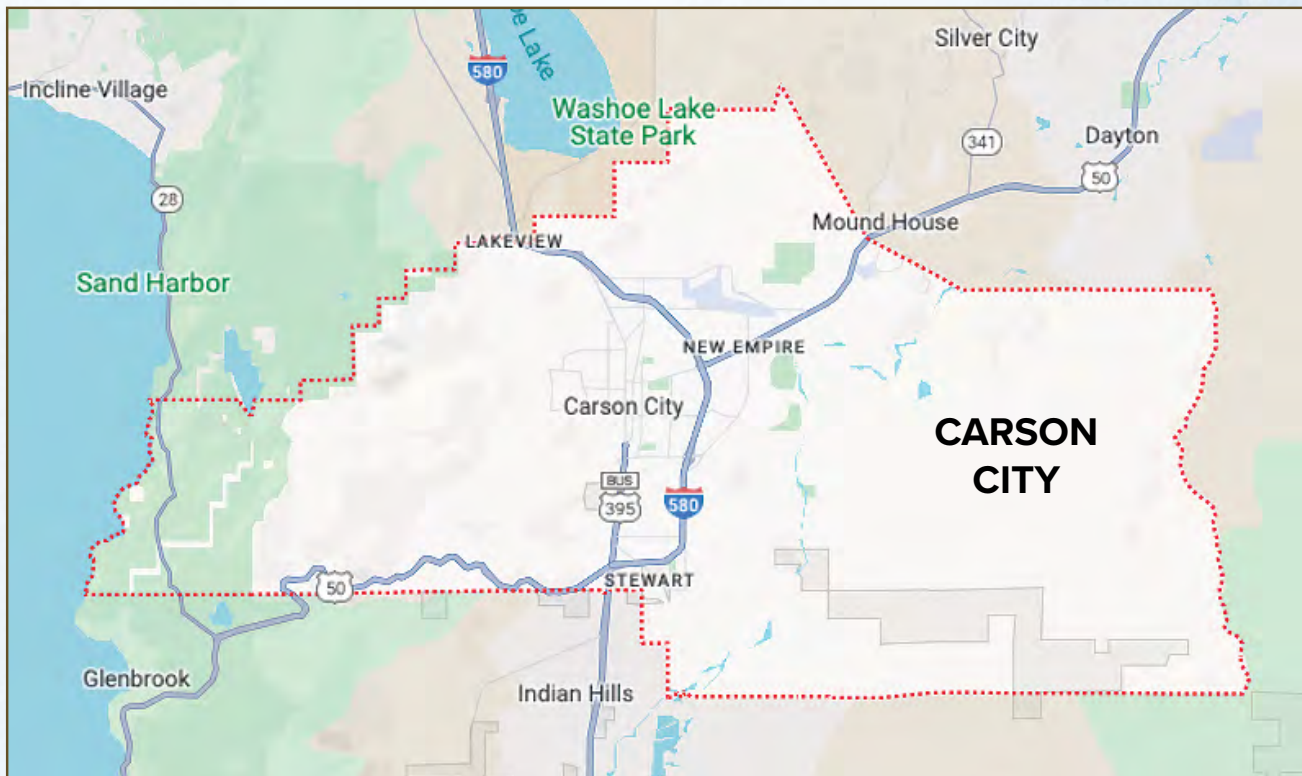 Incline Village
580
oe Lake
Silver City
Washoe Lake
State Park
341
Dayton
50
28
Mound House
LAKEVIEW
Sand Harbor
NEW EMPIRE
Carson City
CARSON
CITY
BUS
395
580
STEWART
50
Glenbrook
Indian Hills